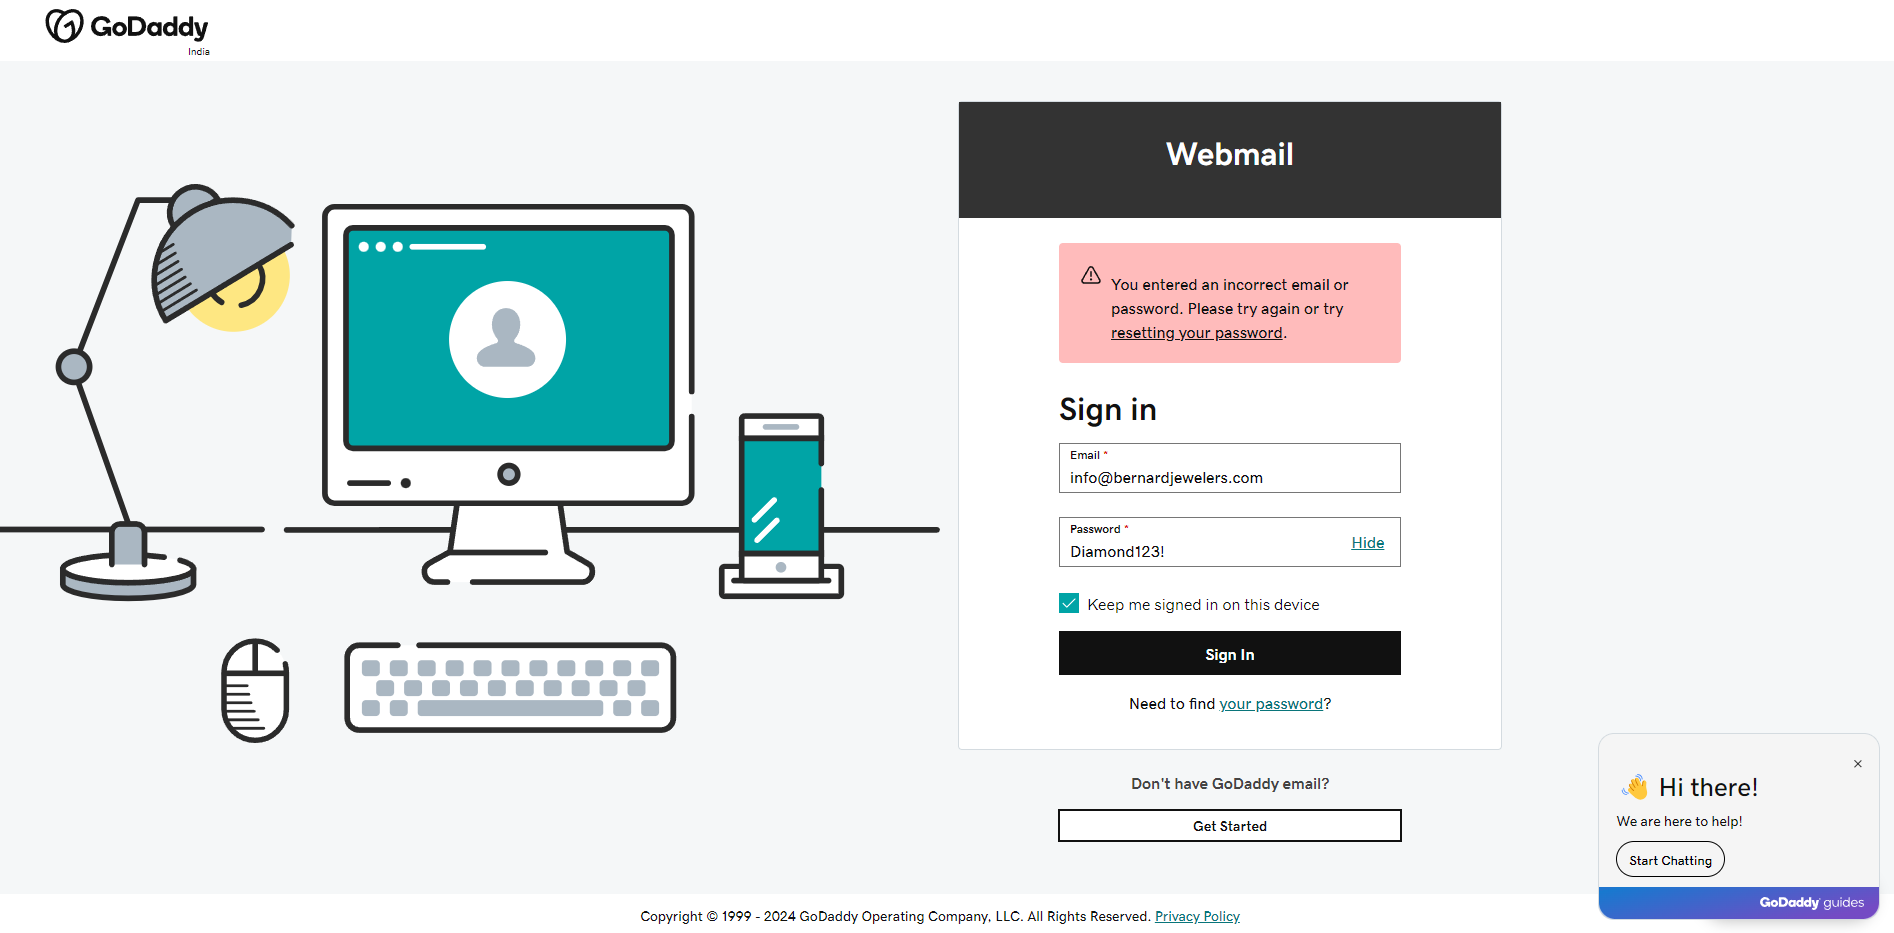 GoDaddy
India
Webmail
You entered an incorrect email or
password. Please try again or try
resetting your password.
Sign in
Email *
info@bernardjewelers.com
Password *
Diamond123!
Hide
Keep me signed in on this device
Sign In
Need to find your password?
Don't have GoDaddy email?
Get Started
Hi there!
We are here to help!
Start Chatting
GoDaddy guides
Copyright © 1999 - 2024 GoDaddy Operating Company, LLC. All Rights Reserved. Privacy Policy